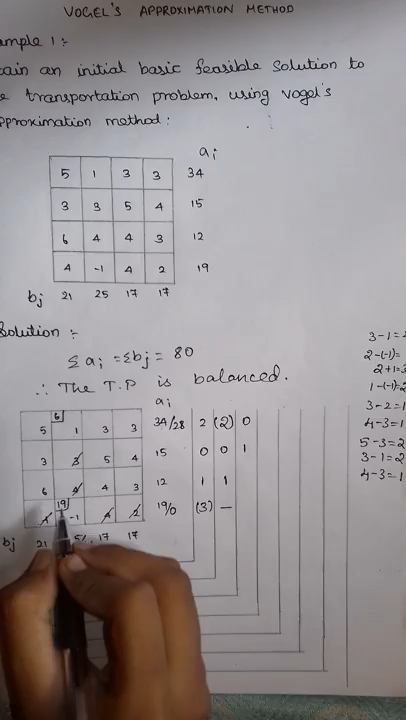 VOGEL'S APPROXIMATION METHOD
ample 1 :-
tain an initial basic feasible solution to
e transportation problem, using Vogel's
pproximation method :
ai
5 1 3 3 34
3 3 5 4 15
6 4 4 3 12
4 -1 4 2 19
bj 21 25 17 17
Solution :-
Σai = Σbj = 80
∴ The T.P is balanced.
ai
6
5 1 3 3 34/28 2 (2) 0
3 3 5 4 15 0 0 1
6 4 4 3 12 1 1
19
4 -1 4 2 19/0 (3) —
bj 21 17 17
3-1=2
2-(-1)=
2+1=3
1-(-1)=2
3-2=1
4-3=1
5-3=2
3-1=2
4-3=1